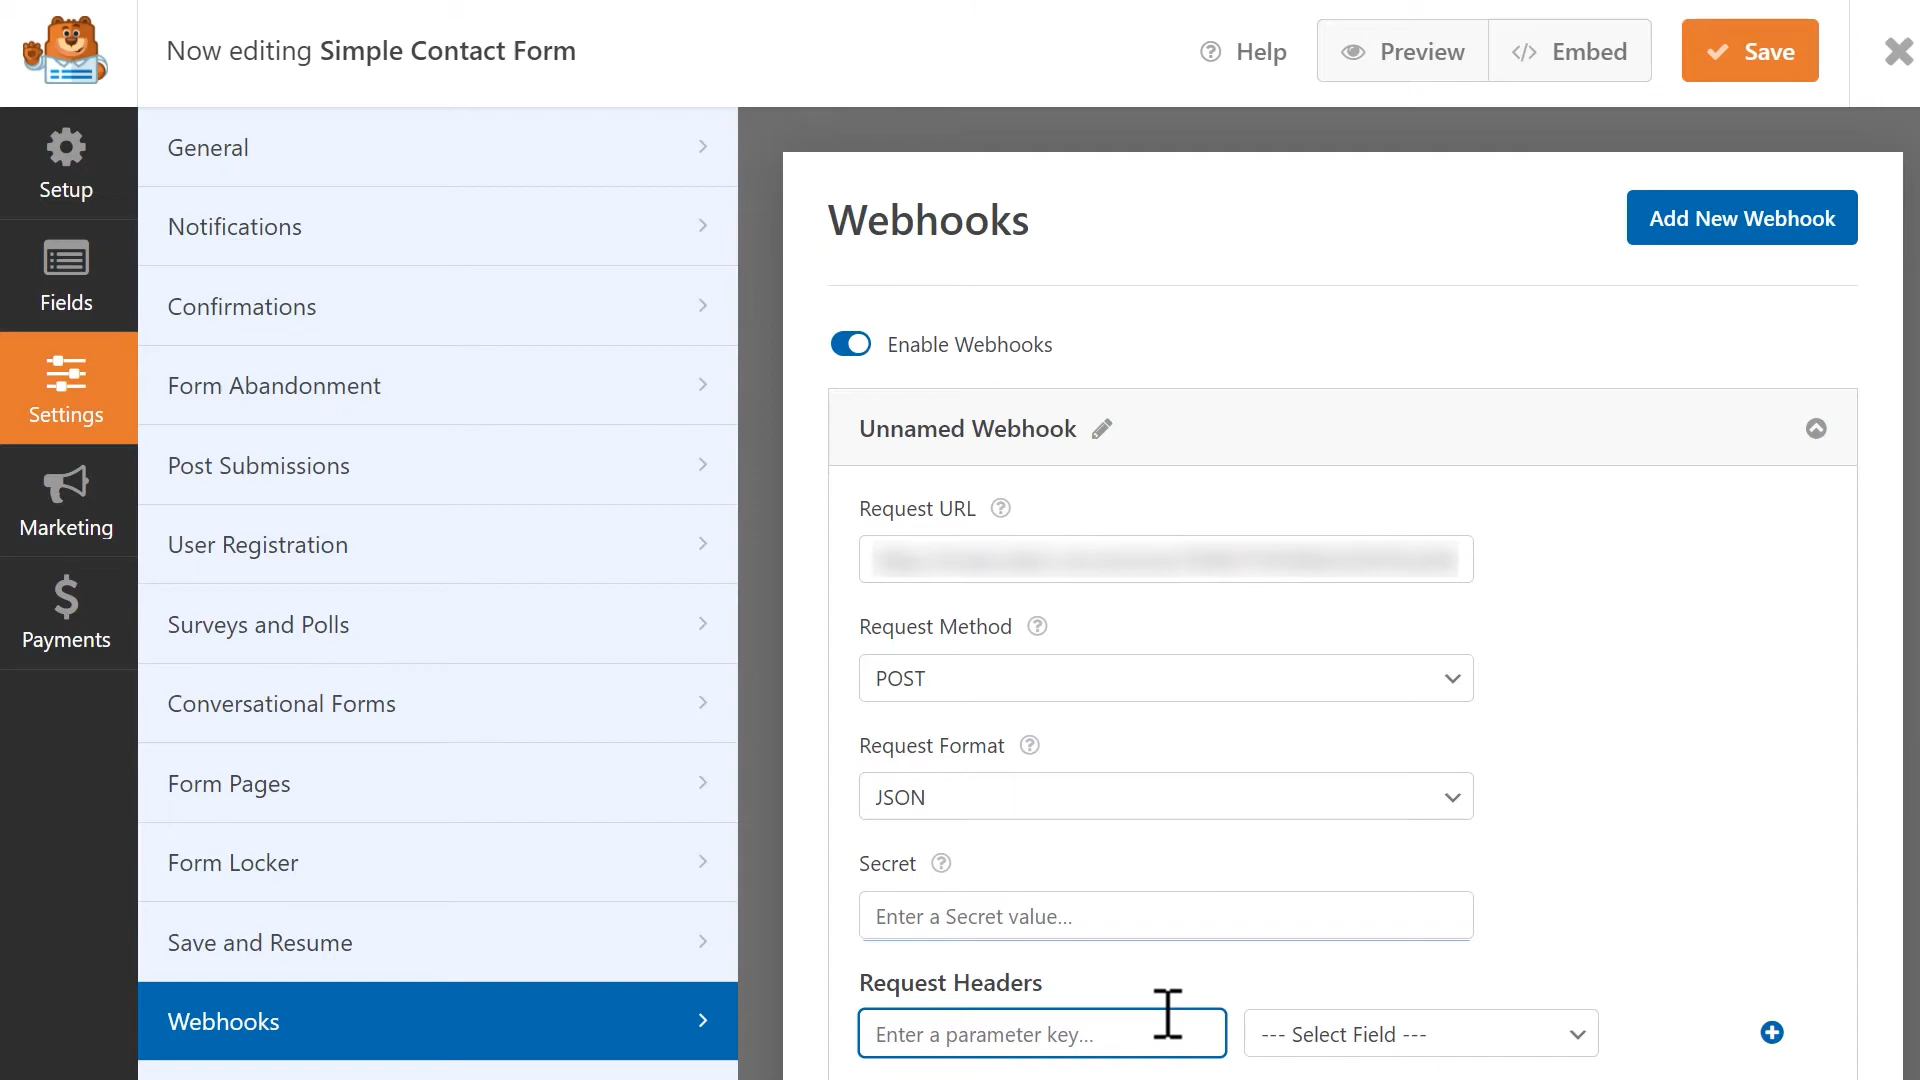 Now editing Simple Contact Form
Help
Preview
Embed
Save
Setup
Fields
Settings
Marketing
Payments
General
Notifications
Confirmations
Form Abandonment
Post Submissions
User Registration
Surveys and Polls
Conversational Forms
Form Pages
Form Locker
Save and Resume
Webhooks
Webhooks
Add New Webhook
Enable Webhooks
Unnamed Webhook
Request URL
Request Method
POST
Request Format
JSON
Secret
Enter a Secret value...
Request Headers
Enter a parameter key...
--- Select Field ---